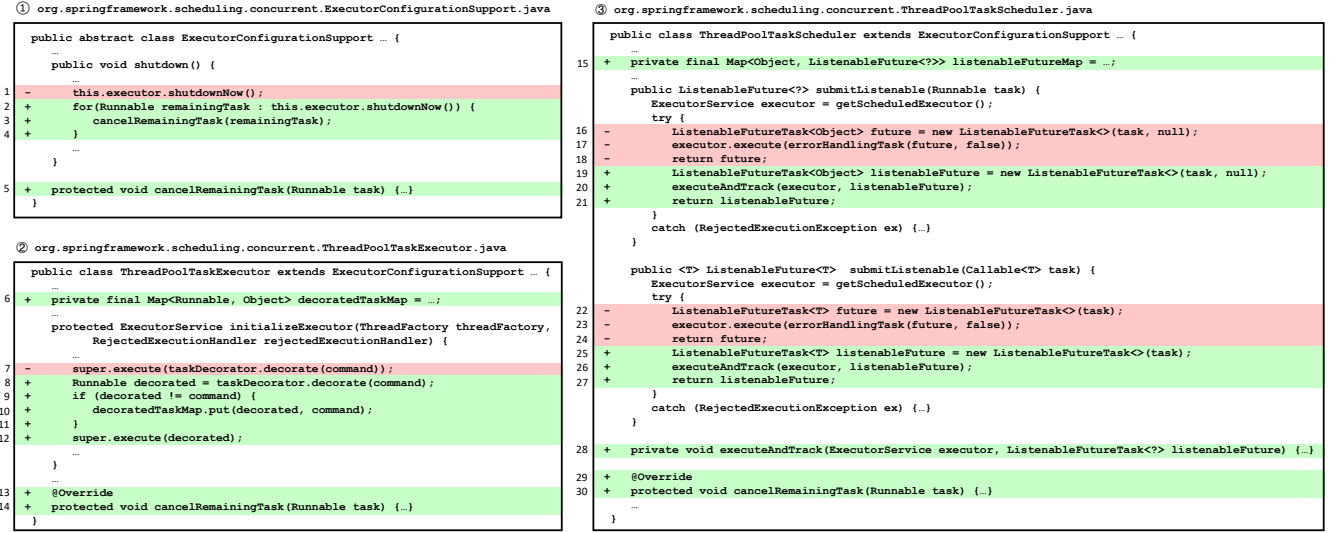 ① org.springframework.scheduling.concurrent.ExecutorConfigurationSupport.java
public abstract class ExecutorConfigurationSupport … {
…
public void shutdown() {
…
1 - this.executor.shutdownNow();
2 + for(Runnable remainingTask : this.executor.shutdownNow()) {
3 + cancelRemainingTask(remainingTask);
4 + }
…
}
5 + protected void cancelRemainingTask(Runnable task) {…}
}
② org.springframework.scheduling.concurrent.ThreadPoolTaskExecutor.java
public class ThreadPoolTaskExecutor extends ExecutorConfigurationSupport … {
…
6 + private final Map<Runnable, Object> decoratedTaskMap = …;
…
protected ExecutorService initializeExecutor(ThreadFactory threadFactory,
RejectedExecutionHandler rejectedExecutionHandler) {
…
7 - super.execute(taskDecorator.decorate(command));
8 + Runnable decorated = taskDecorator.decorate(command);
9 + if (decorated != command) {
10 + decoratedTaskMap.put(decorated, command);
11 + }
12 + super.execute(decorated);
…
}
…
13 + @Override
14 + protected void cancelRemainingTask(Runnable task) {…}
}
③ org.springframework.scheduling.concurrent.ThreadPoolTaskScheduler.java
public class ThreadPoolTaskScheduler extends ExecutorConfigurationSupport … {
…
15 + private final Map<Object, ListenableFuture<?>> listenableFutureMap = …;
…
public ListenableFuture<?> submitListenable(Runnable task) {
ExecutorService executor = getScheduledExecutor();
try {
16 - ListenableFutureTask<Object> future = new ListenableFutureTask<>(task, null);
17 - executor.execute(errorHandlingTask(future, false));
18 - return future;
19 + ListenableFutureTask<Object> listenableFuture = new ListenableFutureTask<>(task, null);
20 + executeAndTrack(executor, listenableFuture);
21 + return listenableFuture;
}
catch (RejectedExecutionException ex) {…}
}
public <T> ListenableFuture<T> submitListenable(Callable<T> task) {
ExecutorService executor = getScheduledExecutor();
try {
22 - ListenableFutureTask<T> future = new ListenableFutureTask<>(task);
23 - executor.execute(errorHandlingTask(future, false));
24 - return future;
25 + ListenableFutureTask<T> listenableFuture = new ListenableFutureTask<>(task);
26 + executeAndTrack(executor, listenableFuture);
27 + return listenableFuture;
}
catch (RejectedExecutionException ex) {…}
}
28 + private void executeAndTrack(ExecutorService executor, ListenableFutureTask<?> listenableFuture) {…}
29 + @Override
30 + protected void cancelRemainingTask(Runnable task) {…}
…
}